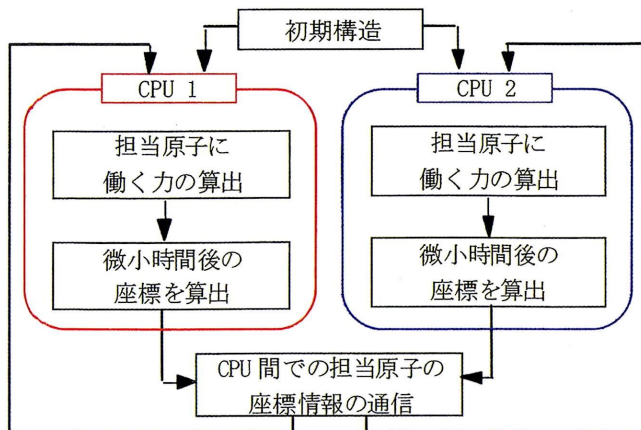 初期構造
CPU 1
担当原子に
働く力の算出
微小時間後の
座標を算出
CPU 2
担当原子に
働く力の算出
微小時間後の
座標を算出
CPU 間での担当原子の
座標情報の通信